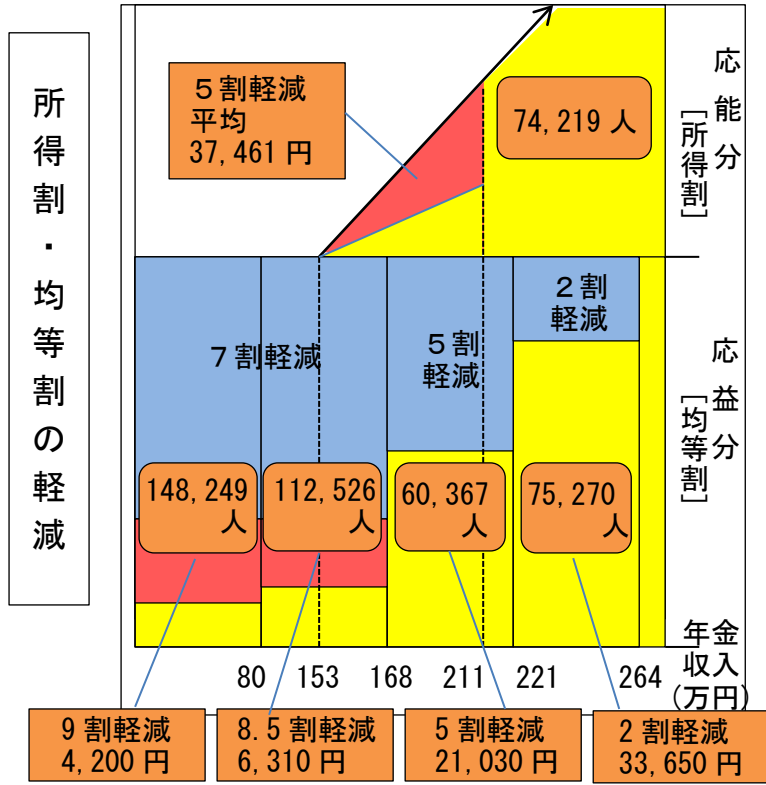 所得割・均等割の軽減
５割軽減
平均
37,461 円
74,219 人
応能分
［所得割］
７割軽減
５割
軽減
２割
軽減
応益分
［均等割］
148,249
人
112,526
人
60,367
人
75,270
人
80 153 168 211 221 264
年金
収入
(万円)
9 割軽減
4,200 円
8.5 割軽減
6,310 円
5 割軽減
21,030 円
2 割軽減
33,650 円